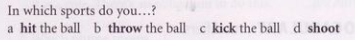 In which sports do you...?
a hit the ball b throw the ball c kick the ball d shoot